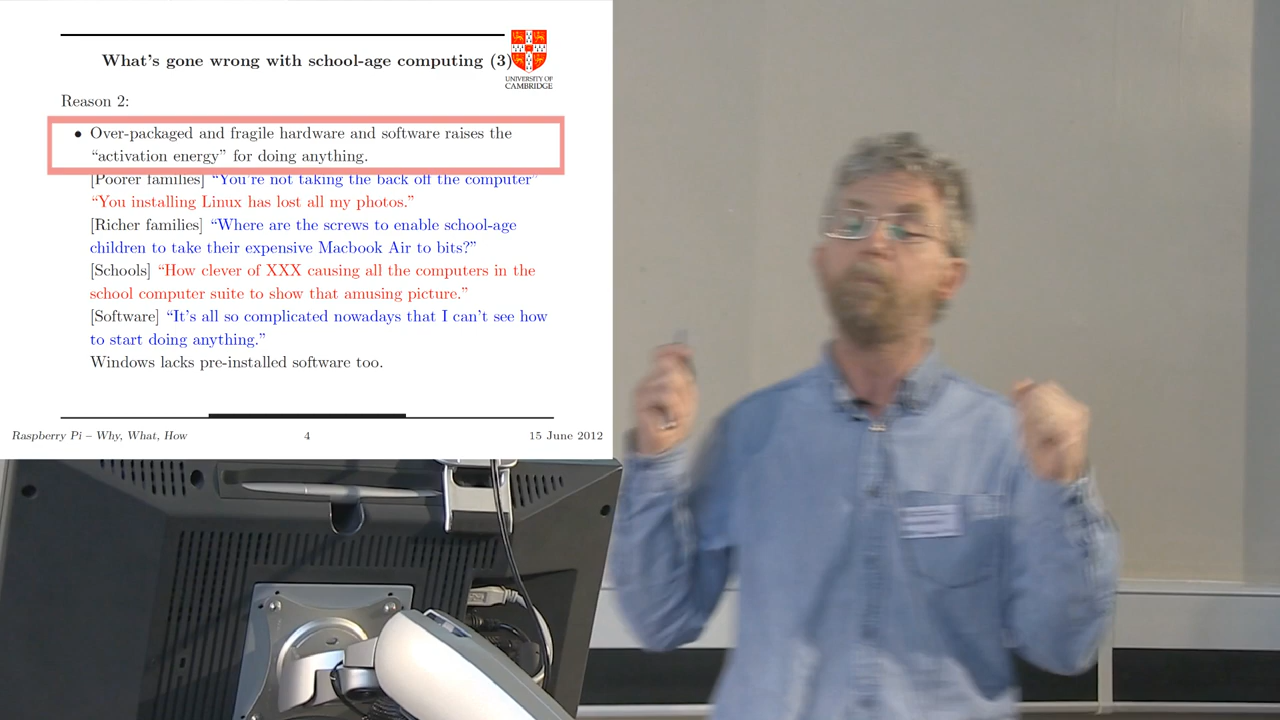 What's gone wrong with school-age computing (3)
UNIVERSITY OF
CAMBRIDGE
Reason 2:
• Over-packaged and fragile hardware and software raises the
“activation energy” for doing anything.
[Poorer families] “You're not taking the back off the computer”
“You installing Linux has lost all my photos.”
[Richer families] “Where are the screws to enable school-age
children to take their expensive Macbook Air to bits?”
[Schools] “How clever of XXX causing all the computers in the
school computer suite to show that amusing picture.”
[Software] “It's all so complicated nowadays that I can't see how
to start doing anything.”
Windows lacks pre-installed software too.
Raspberry Pi – Why, What, How 4 15 June 2012